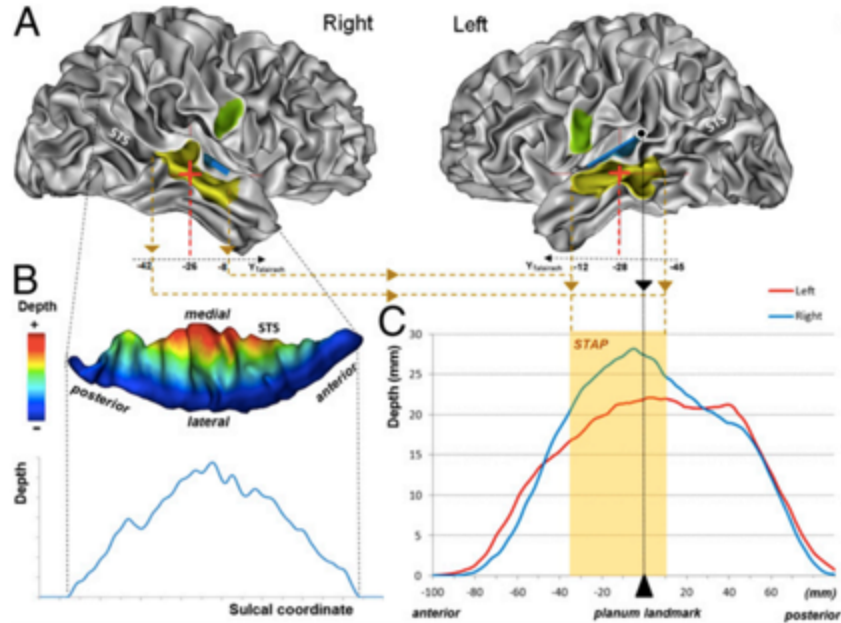 A
Right
Left
STS
STS
-42
-26
-8
YTalairach
YTalairach
-12
-28
-45
B
Depth
+
-
medial
STS
posterior
anterior
lateral
Depth
Sulcal coordinate
C
Left
Right
STAP
Depth (mm)
30
25
20
15
10
5
0
-100 -80 -60 -40 -20 0 20 40 60 (mm)
anterior planum landmark posterior